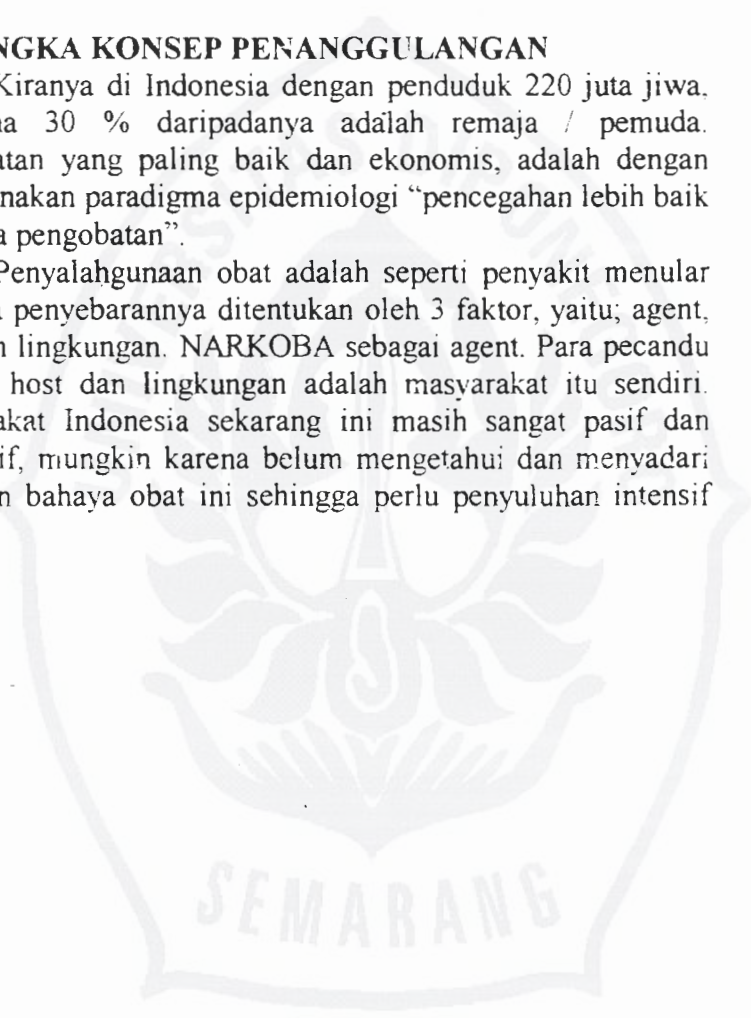 NGKA KONSEP PENANGGULANGAN
Kiranya di Indonesia dengan penduduk 220 juta jiwa,
a 30 % daripadanya adalah remaja / pemuda.
atan yang paling baik dan ekonomis, adalah dengan
nakan paradigma epidemiologi “pencegahan lebih baik
a pengobatan”.
Penyalahgunaan obat adalah seperti penyakit menular
penyebarannya ditentukan oleh 3 faktor, yaitu; agent,
lingkungan. NARKOBA sebagai agent. Para pecandu
host dan lingkungan adalah masyarakat itu sendiri.
akat Indonesia sekarang ini masih sangat pasif dan
if, mungkin karena belum mengetahui dan menyadari
n bahaya obat ini sehingga perlu penyuluhan intensif
UNIVERSITAS DIPONEGORO
SEMARANG